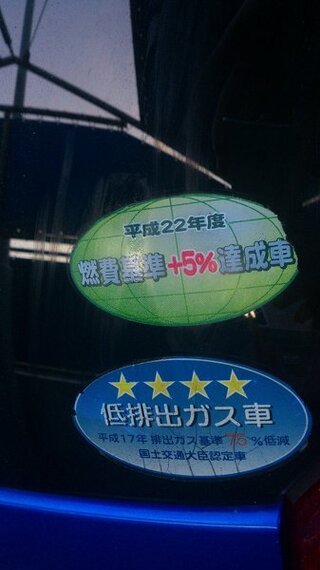 平成22年度
燃費基準+5%達成車
★★★★
低排出ガス車
平成17年排出ガス基準75%低減
国土交通大臣認定車